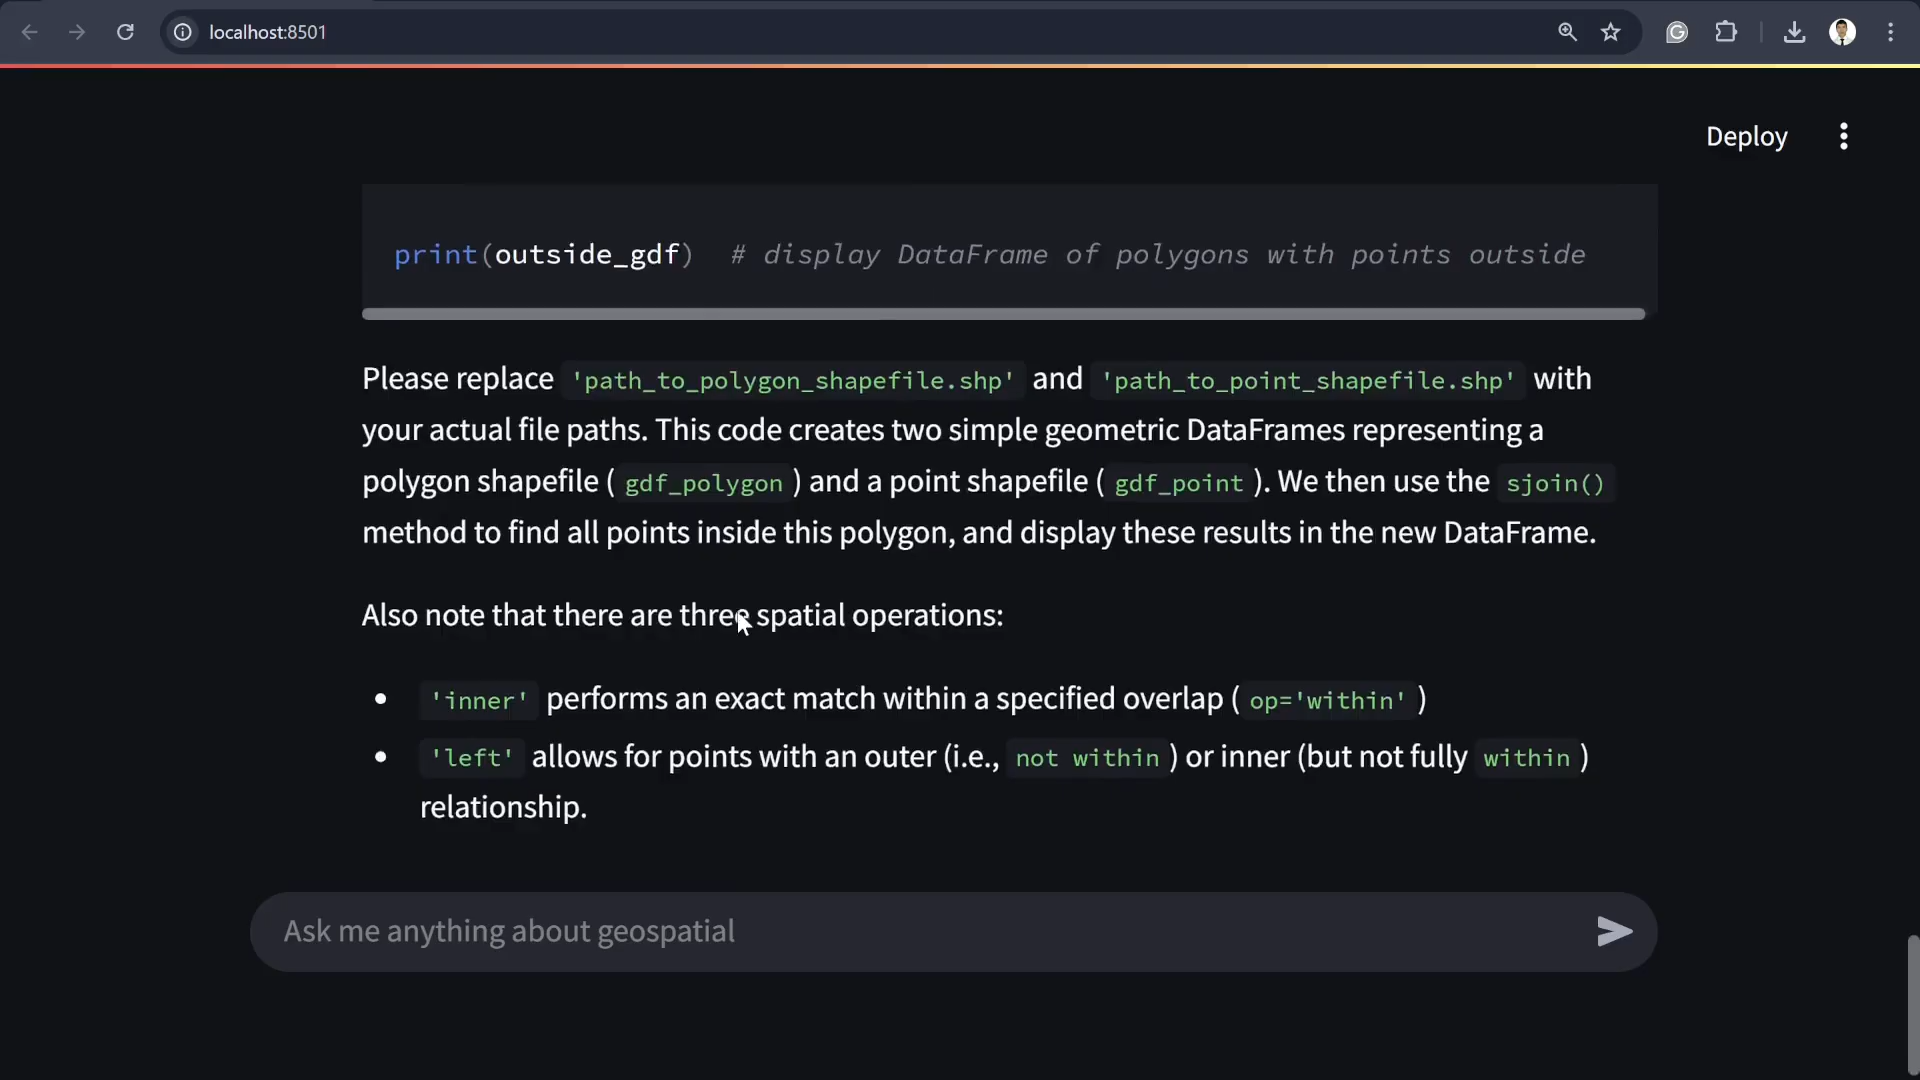 localhost:8501
Deploy
print(outside_gdf)  # display DataFrame of polygons with points outside
Please replace 'path_to_polygon_shapefile.shp' and 'path_to_point_shapefile.shp' with
your actual file paths. This code creates two simple geometric DataFrames representing a
polygon shapefile ( gdf_polygon ) and a point shapefile ( gdf_point ). We then use the sjoin()
method to find all points inside this polygon, and display these results in the new DataFrame.
Also note that there are three spatial operations:
• 'inner' performs an exact match within a specified overlap ( op='within' )
• 'left' allows for points with an outer (i.e., not within ) or inner (but not fully within )
relationship.
Ask me anything about geospatial